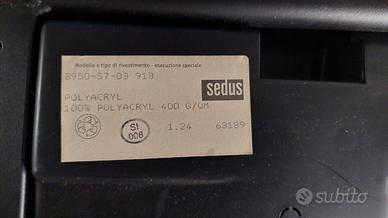 Modello e tipo di rivestimento - esecuzione speciale
B950-S7-03 913
sedus
POLYACRYL
100% POLYACRYL 400 G/QM
SI
008
1.24
63189
subito